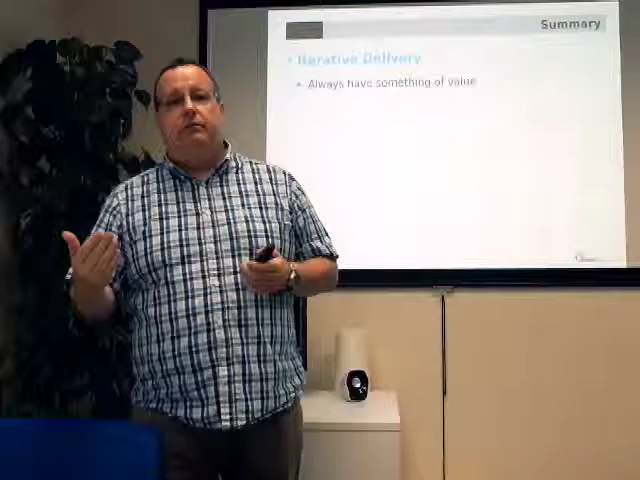 Summary
Iterative Delivery
Always have something of value